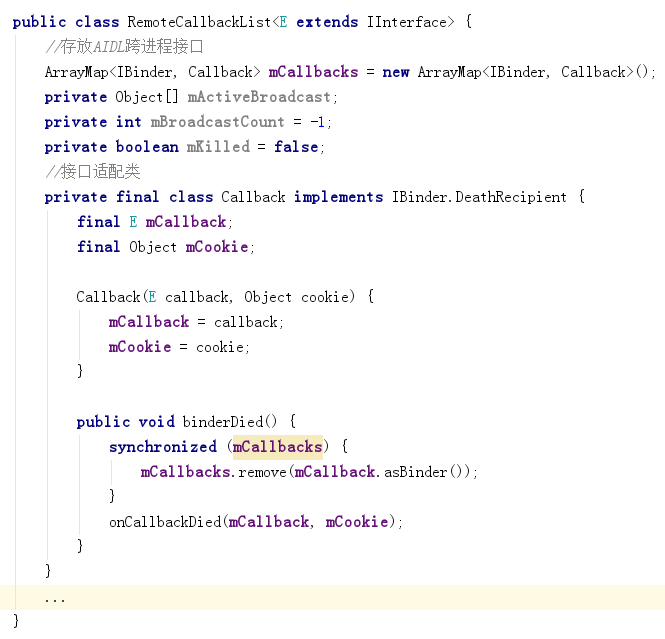 public class RemoteCallbackList<E extends IInterface> {
//存放AIDL跨进程接口
ArrayMap<IBinder, Callback> mCallbacks = new ArrayMap<IBinder, Callback>();
private Object[] mActiveBroadcast;
private int mBroadcastCount = -1;
private boolean mKilled = false;
//接口适配类
private final class Callback implements IBinder.DeathRecipient {
final E mCallback;
final Object mCookie;
Callback(E callback, Object cookie) {
mCallback = callback;
mCookie = cookie;
}
public void binderDied() {
synchronized (mCallbacks) {
mCallbacks.remove(mCallback.asBinder());
}
onCallbackDied(mCallback, mCookie);
}
}
...
}